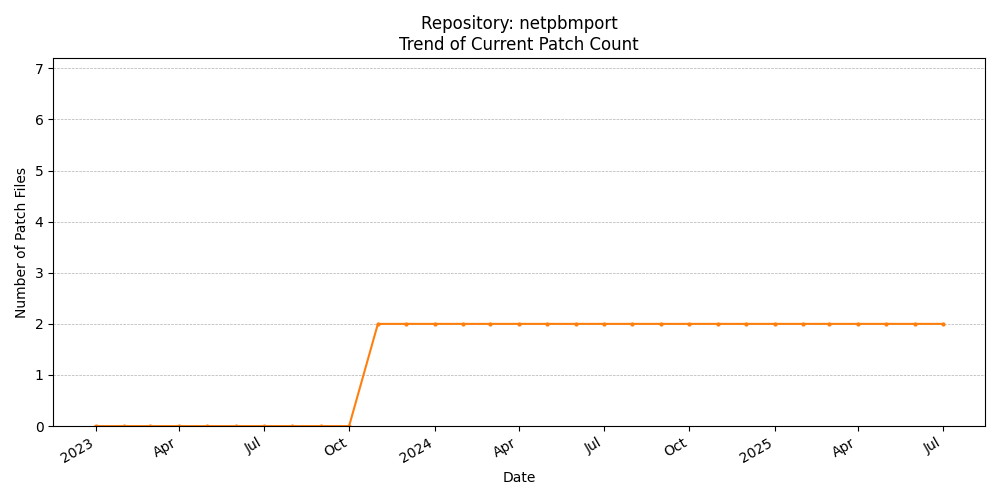 Repository: netpbmport
Trend of Current Patch Count
Number of Patch Files
7
6
5
4
3
2
1
0
2023
Apr
Jul
Oct
2024
Apr
Jul
Oct
2025
Apr
Jul
Date